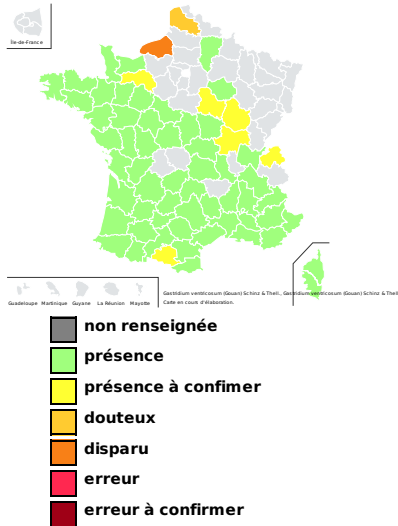 Île-de-France
Guadeloupe Martinique Guyane La Réunion Mayotte
Gastridium ventricosum (Gouan) Schinz & Thell., Gastridium ventricosum (Gouan) Schinz & Thell
Carte en cours d'élaboration.
non renseignée
présence
présence à confimer
douteux
disparu
erreur
erreur à confirmer